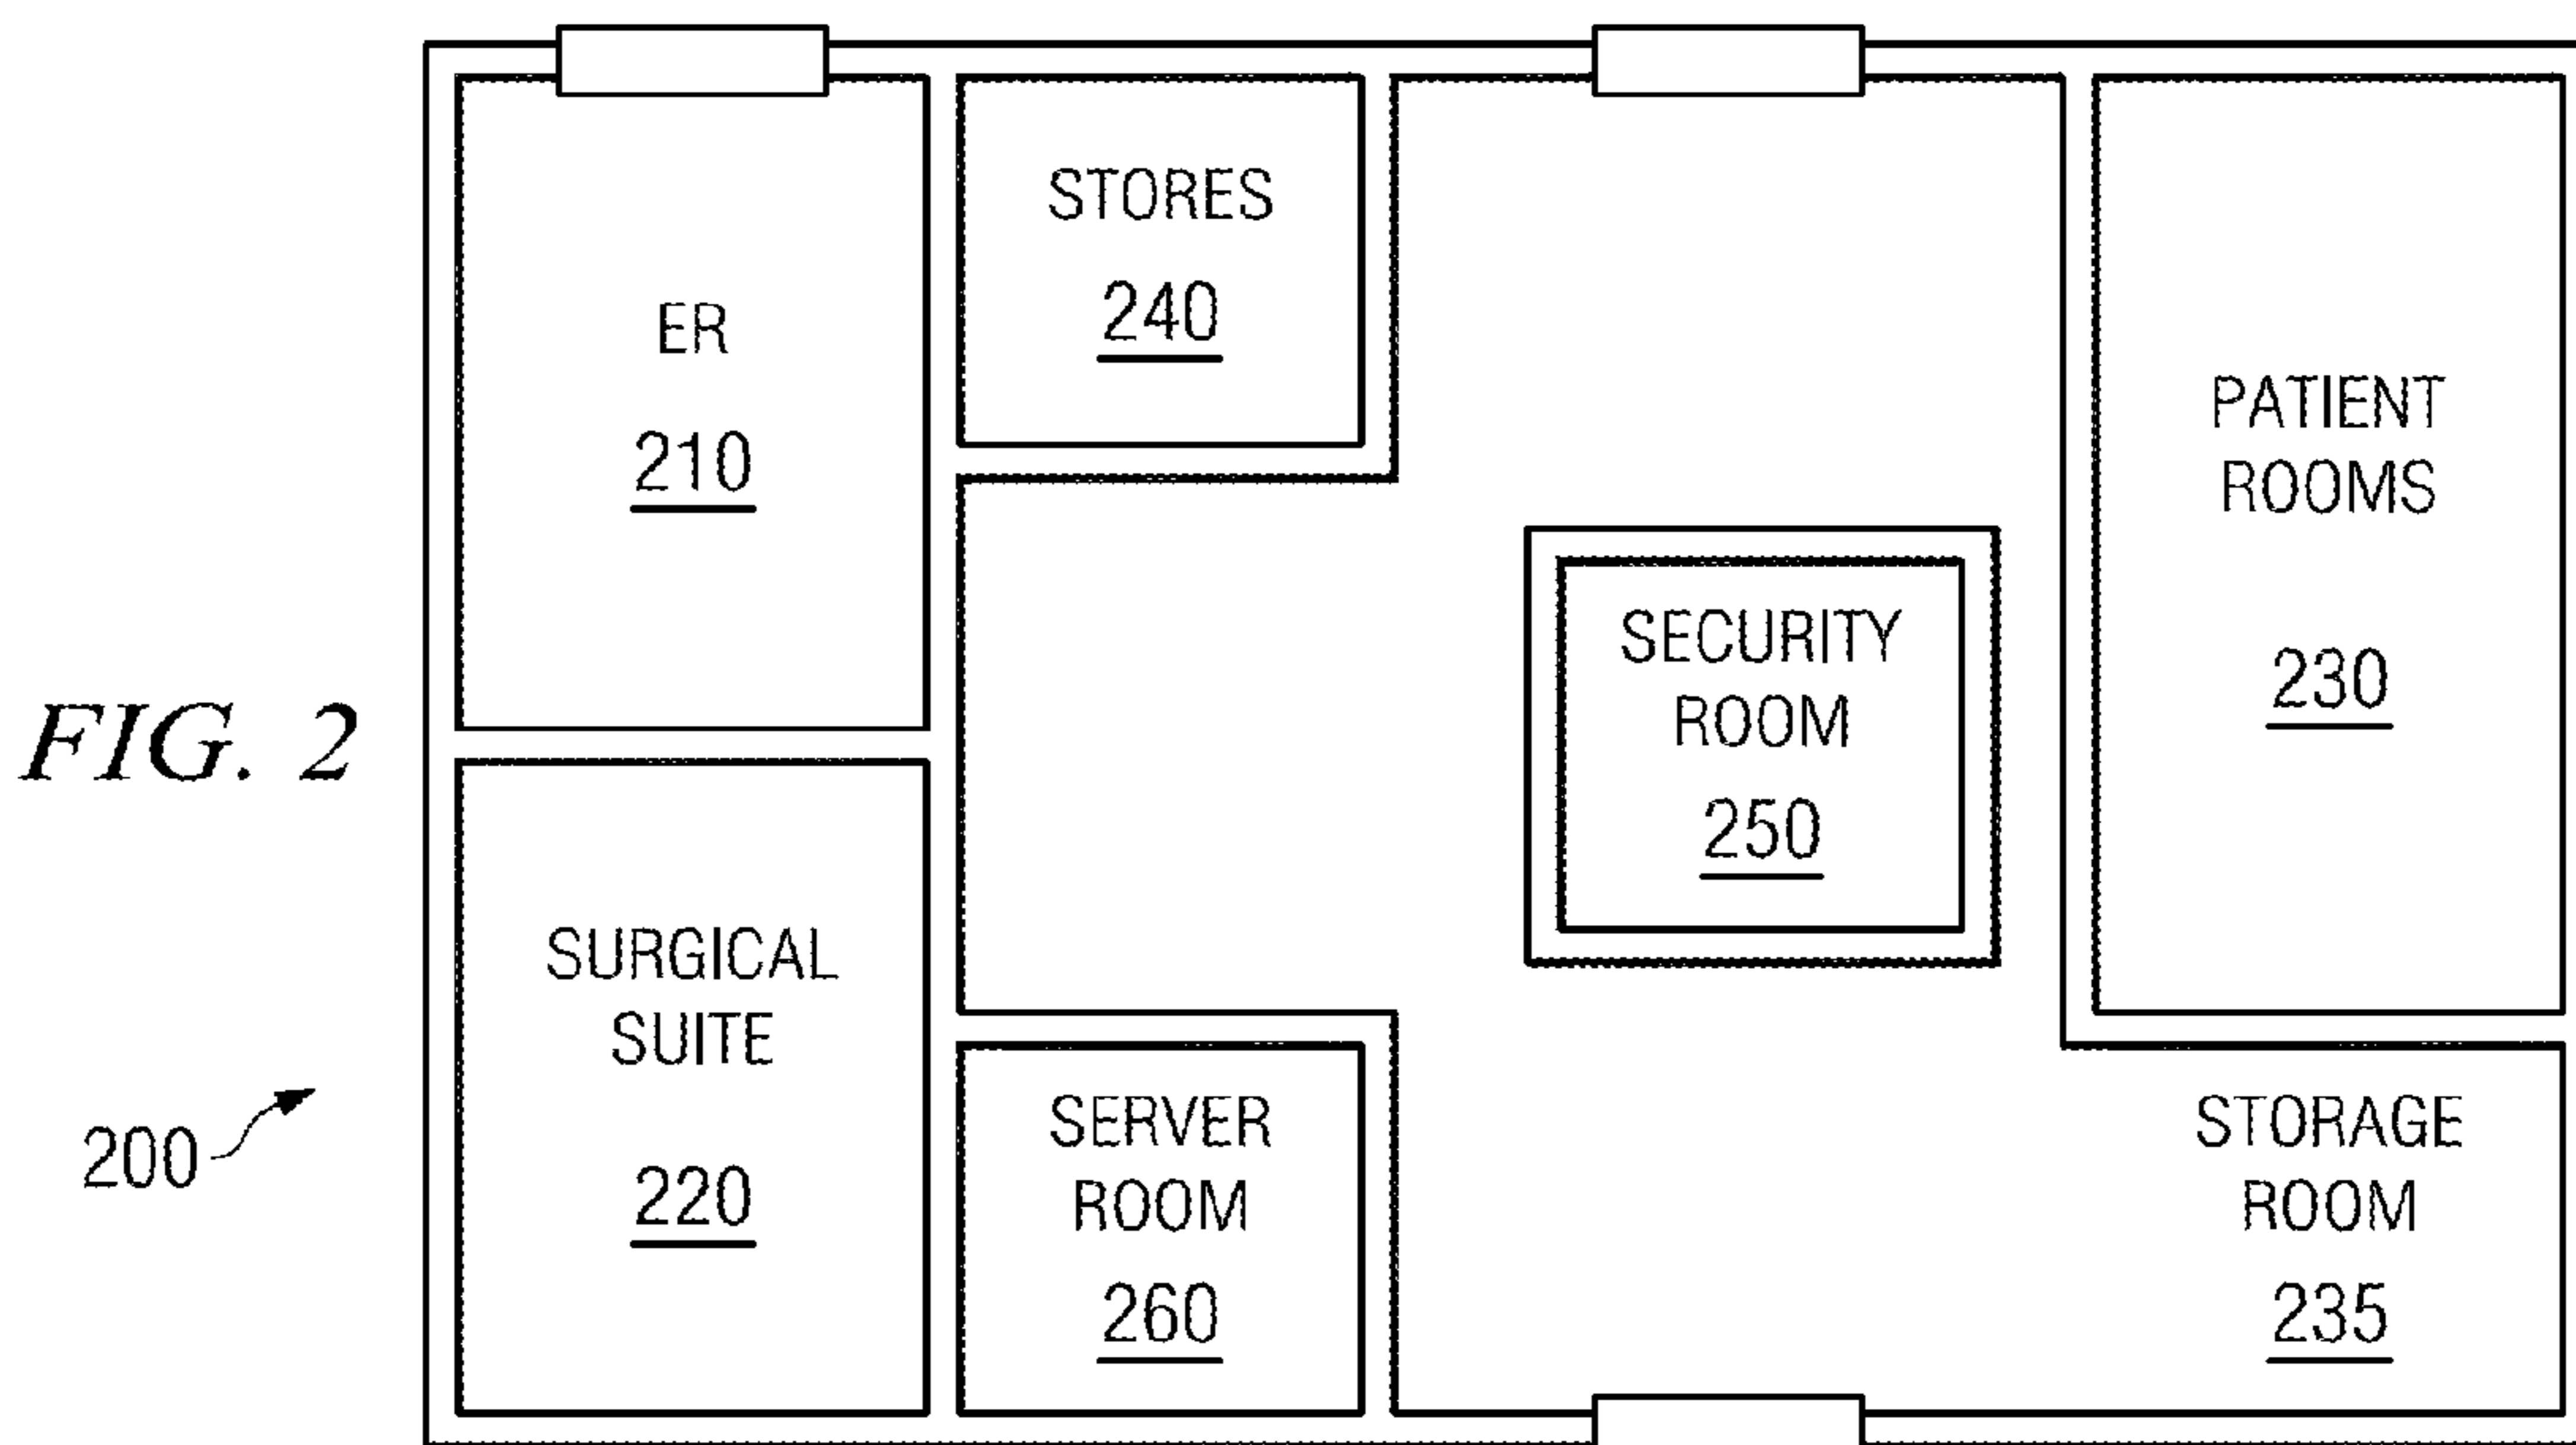 FIG. 2
200
ER
210
STORES
240
PATIENT
ROOMS
230
SECURITY
ROOM
250
SURGICAL
SUITE
220
SERVER
ROOM
260
STORAGE
ROOM
235